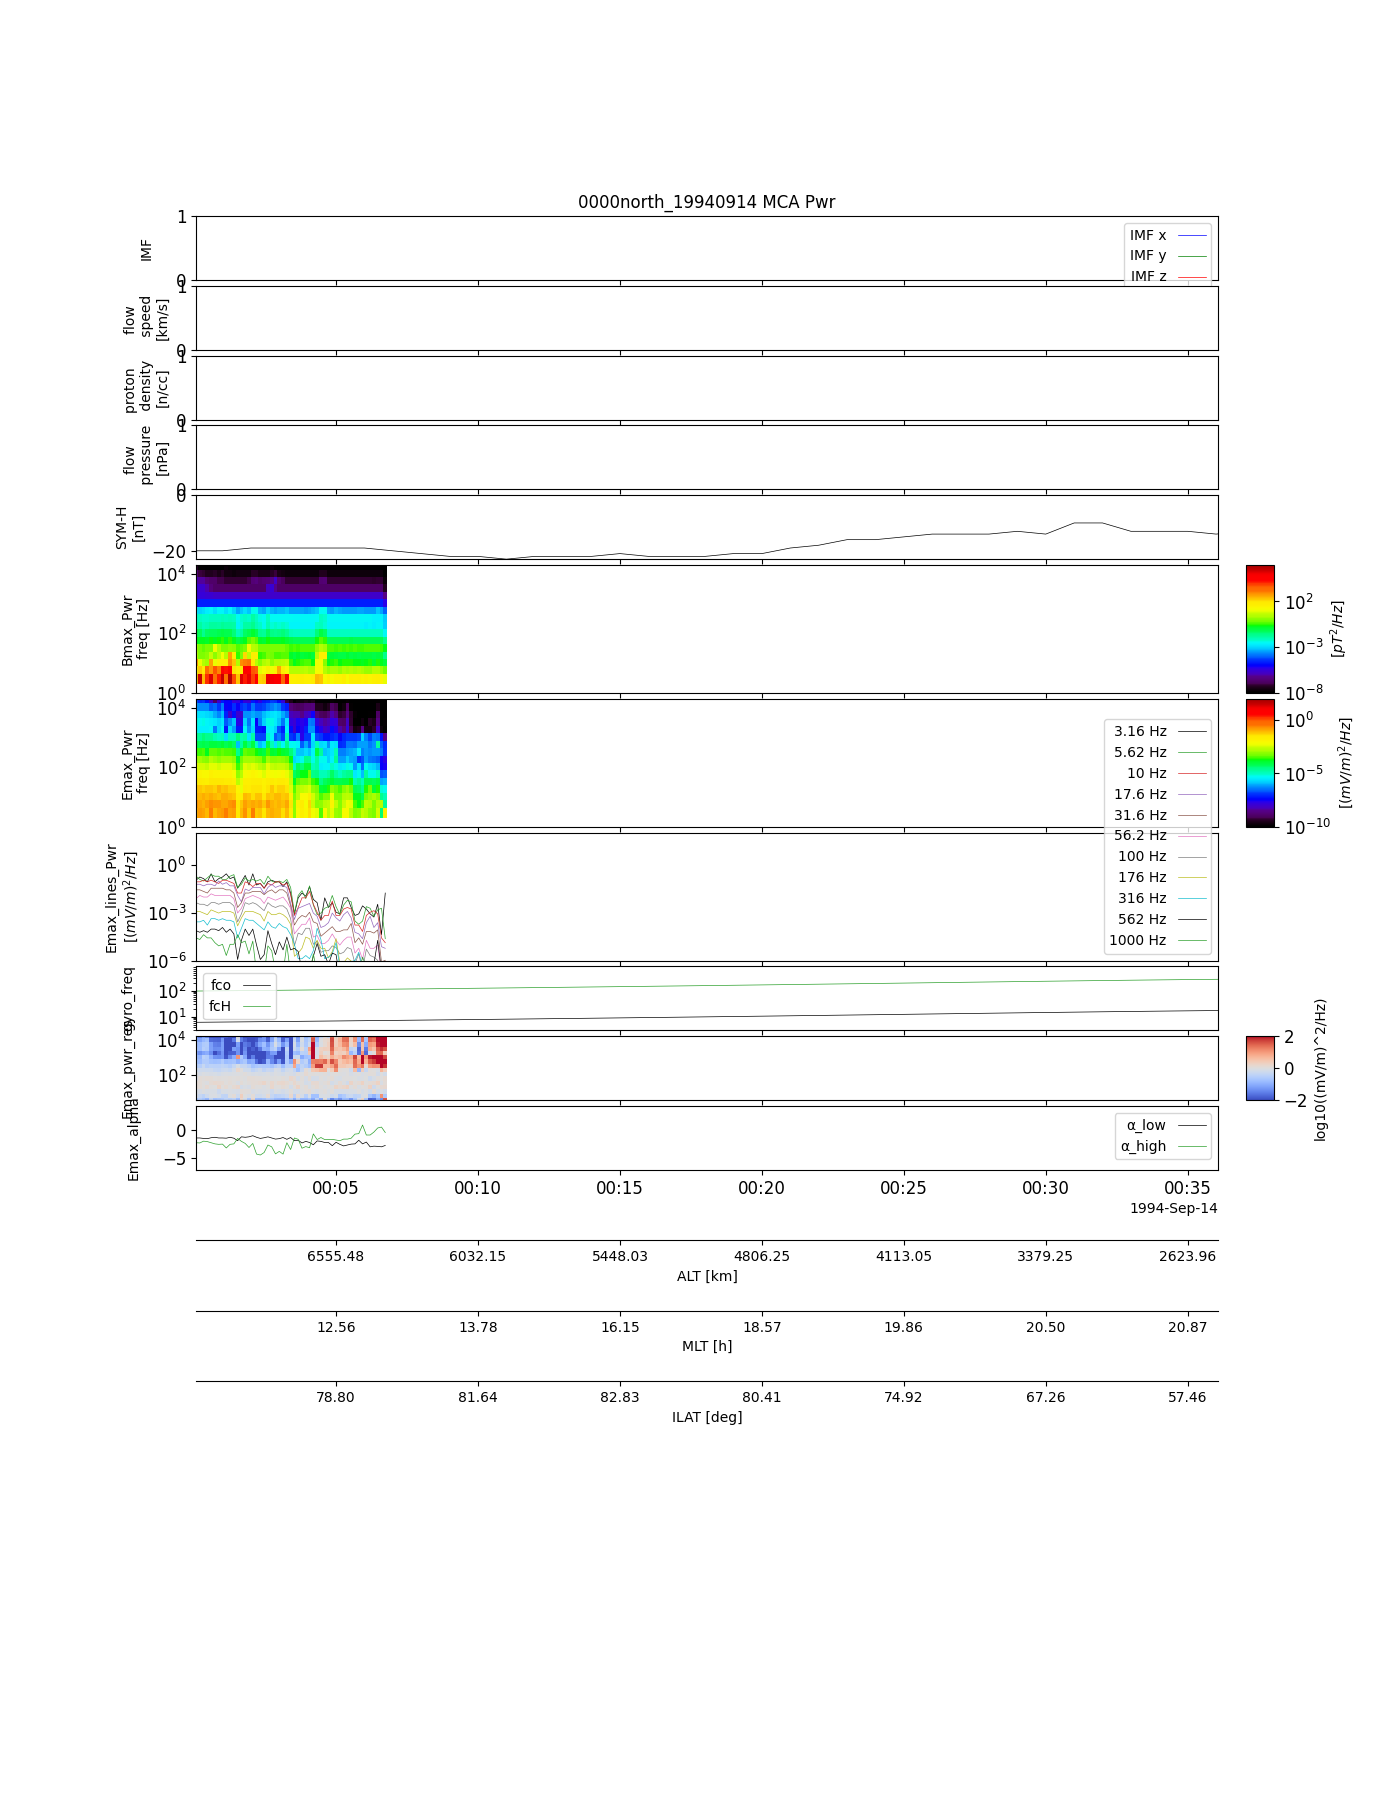 0000north_19940914 MCA Pwr
1
0
IMF
IMF x
IMF y
IMF z
1
0
flow
speed
[km/s]
1
0
proton
density
[n/cc]
1
0
flow
pressure
[nPa]
0
−20
SYM-H
[nT]
10^4
10^2
10^0
Bmax_Pwr
freq [Hz]
10^2
10^-3
10^-8
[pT^2/Hz]
10^4
10^2
10^0
Emax_Pwr
freq [Hz]
10^0
10^-5
10^-10
[(mV/m)^2/Hz]
3.16 Hz
5.62 Hz
10 Hz
17.6 Hz
31.6 Hz
56.2 Hz
100 Hz
176 Hz
316 Hz
562 Hz
1000 Hz
10^0
10^-3
10^-6
Emax_lines_Pwr
[(mV/m)^2/Hz]
10^2
10^1
gyro_freq
fco
fcH
10^4
10^2
Emax_pwr_reg
2
0
−2
log10((mV/m)^2/Hz)
0
−5
Emax_alpha
α_low
α_high
00:05 00:10 00:15 00:20 00:25 00:30 00:35
1994-Sep-14
6555.48 6032.15 5448.03 4806.25 4113.05 3379.25 2623.96
ALT [km]
12.56 13.78 16.15 18.57 19.86 20.50 20.87
MLT [h]
78.80 81.64 82.83 80.41 74.92 67.26 57.46
ILAT [deg]